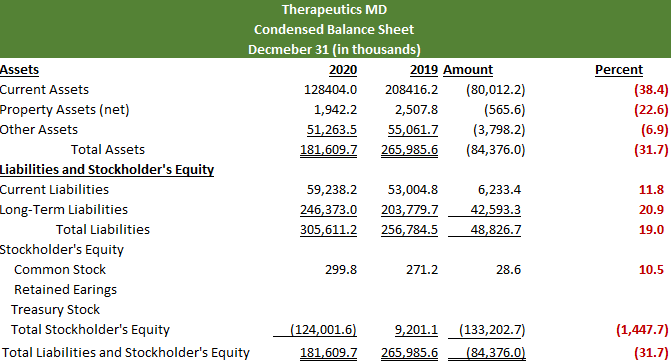 Therapeutics MD
Condensed Balance Sheet
Decmeber 31 (in thousands)
Assets 2020 2019 Amount Percent
Current Assets 128404.0 208416.2 (80,012.2) (38.4)
Property Assets (net) 1,942.2 2,507.8 (565.6) (22.6)
Other Assets 51,263.5 55,061.7 (3,798.2) (6.9)
Total Assets 181,609.7 265,985.6 (84,376.0) (31.7)
Liabilities and Stockholder's Equity
Current Liabilities 59,238.2 53,004.8 6,233.4 11.8
Long-Term Liabilities 246,373.0 203,779.7 42,593.3 20.9
Total Liabilities 305,611.2 256,784.5 48,826.7 19.0
Stockholder's Equity
Common Stock 299.8 271.2 28.6 10.5
Retained Earings
Treasury Stock
Total Stockholder's Equity (124,001.6) 9,201.1 (133,202.7) (1,447.7)
Total Liabilities and Stockholder's Equity 181,609.7 265,985.6 (84,376.0) (31.7)